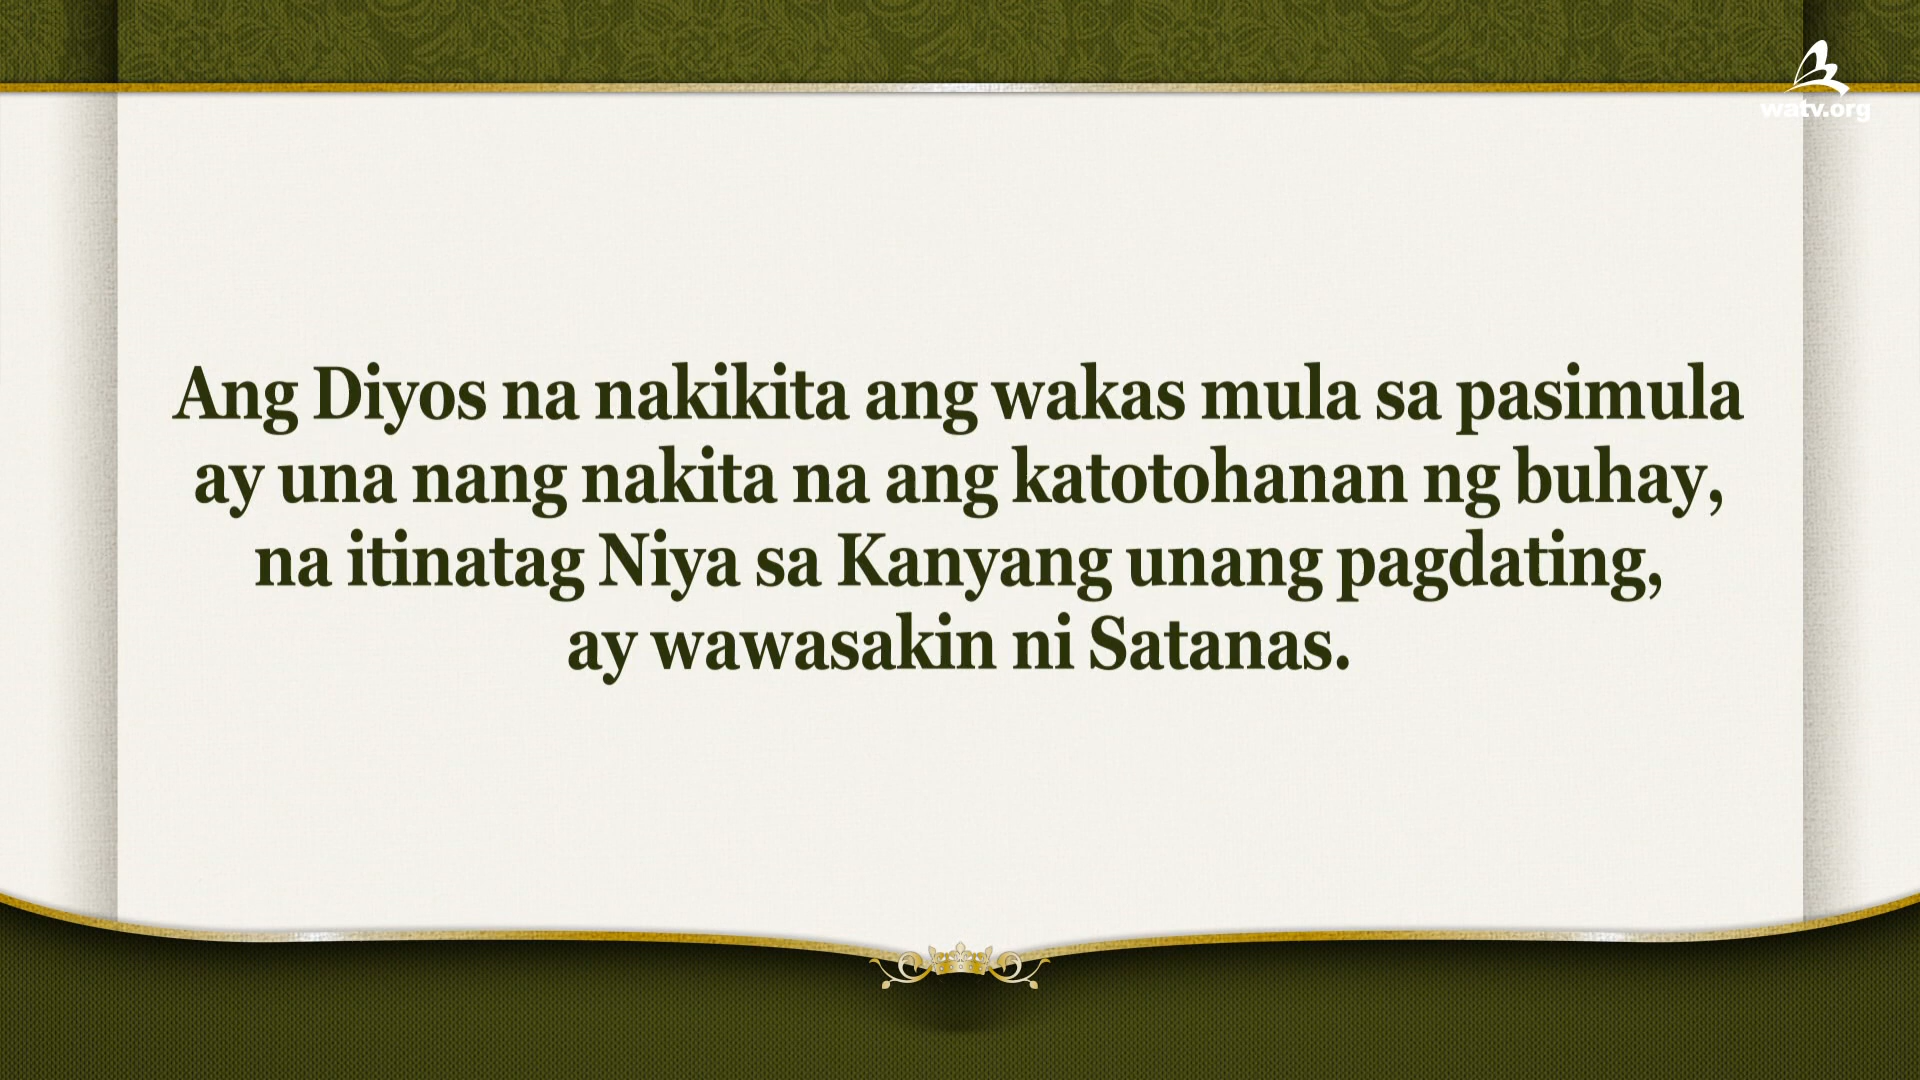 watv.org
Ang Diyos na nakikita ang wakas mula sa pasimula
ay una nang nakita na ang katotohanan ng buhay,
na itinatag Niya sa Kanyang unang pagdating,
ay wawasakin ni Satanas.